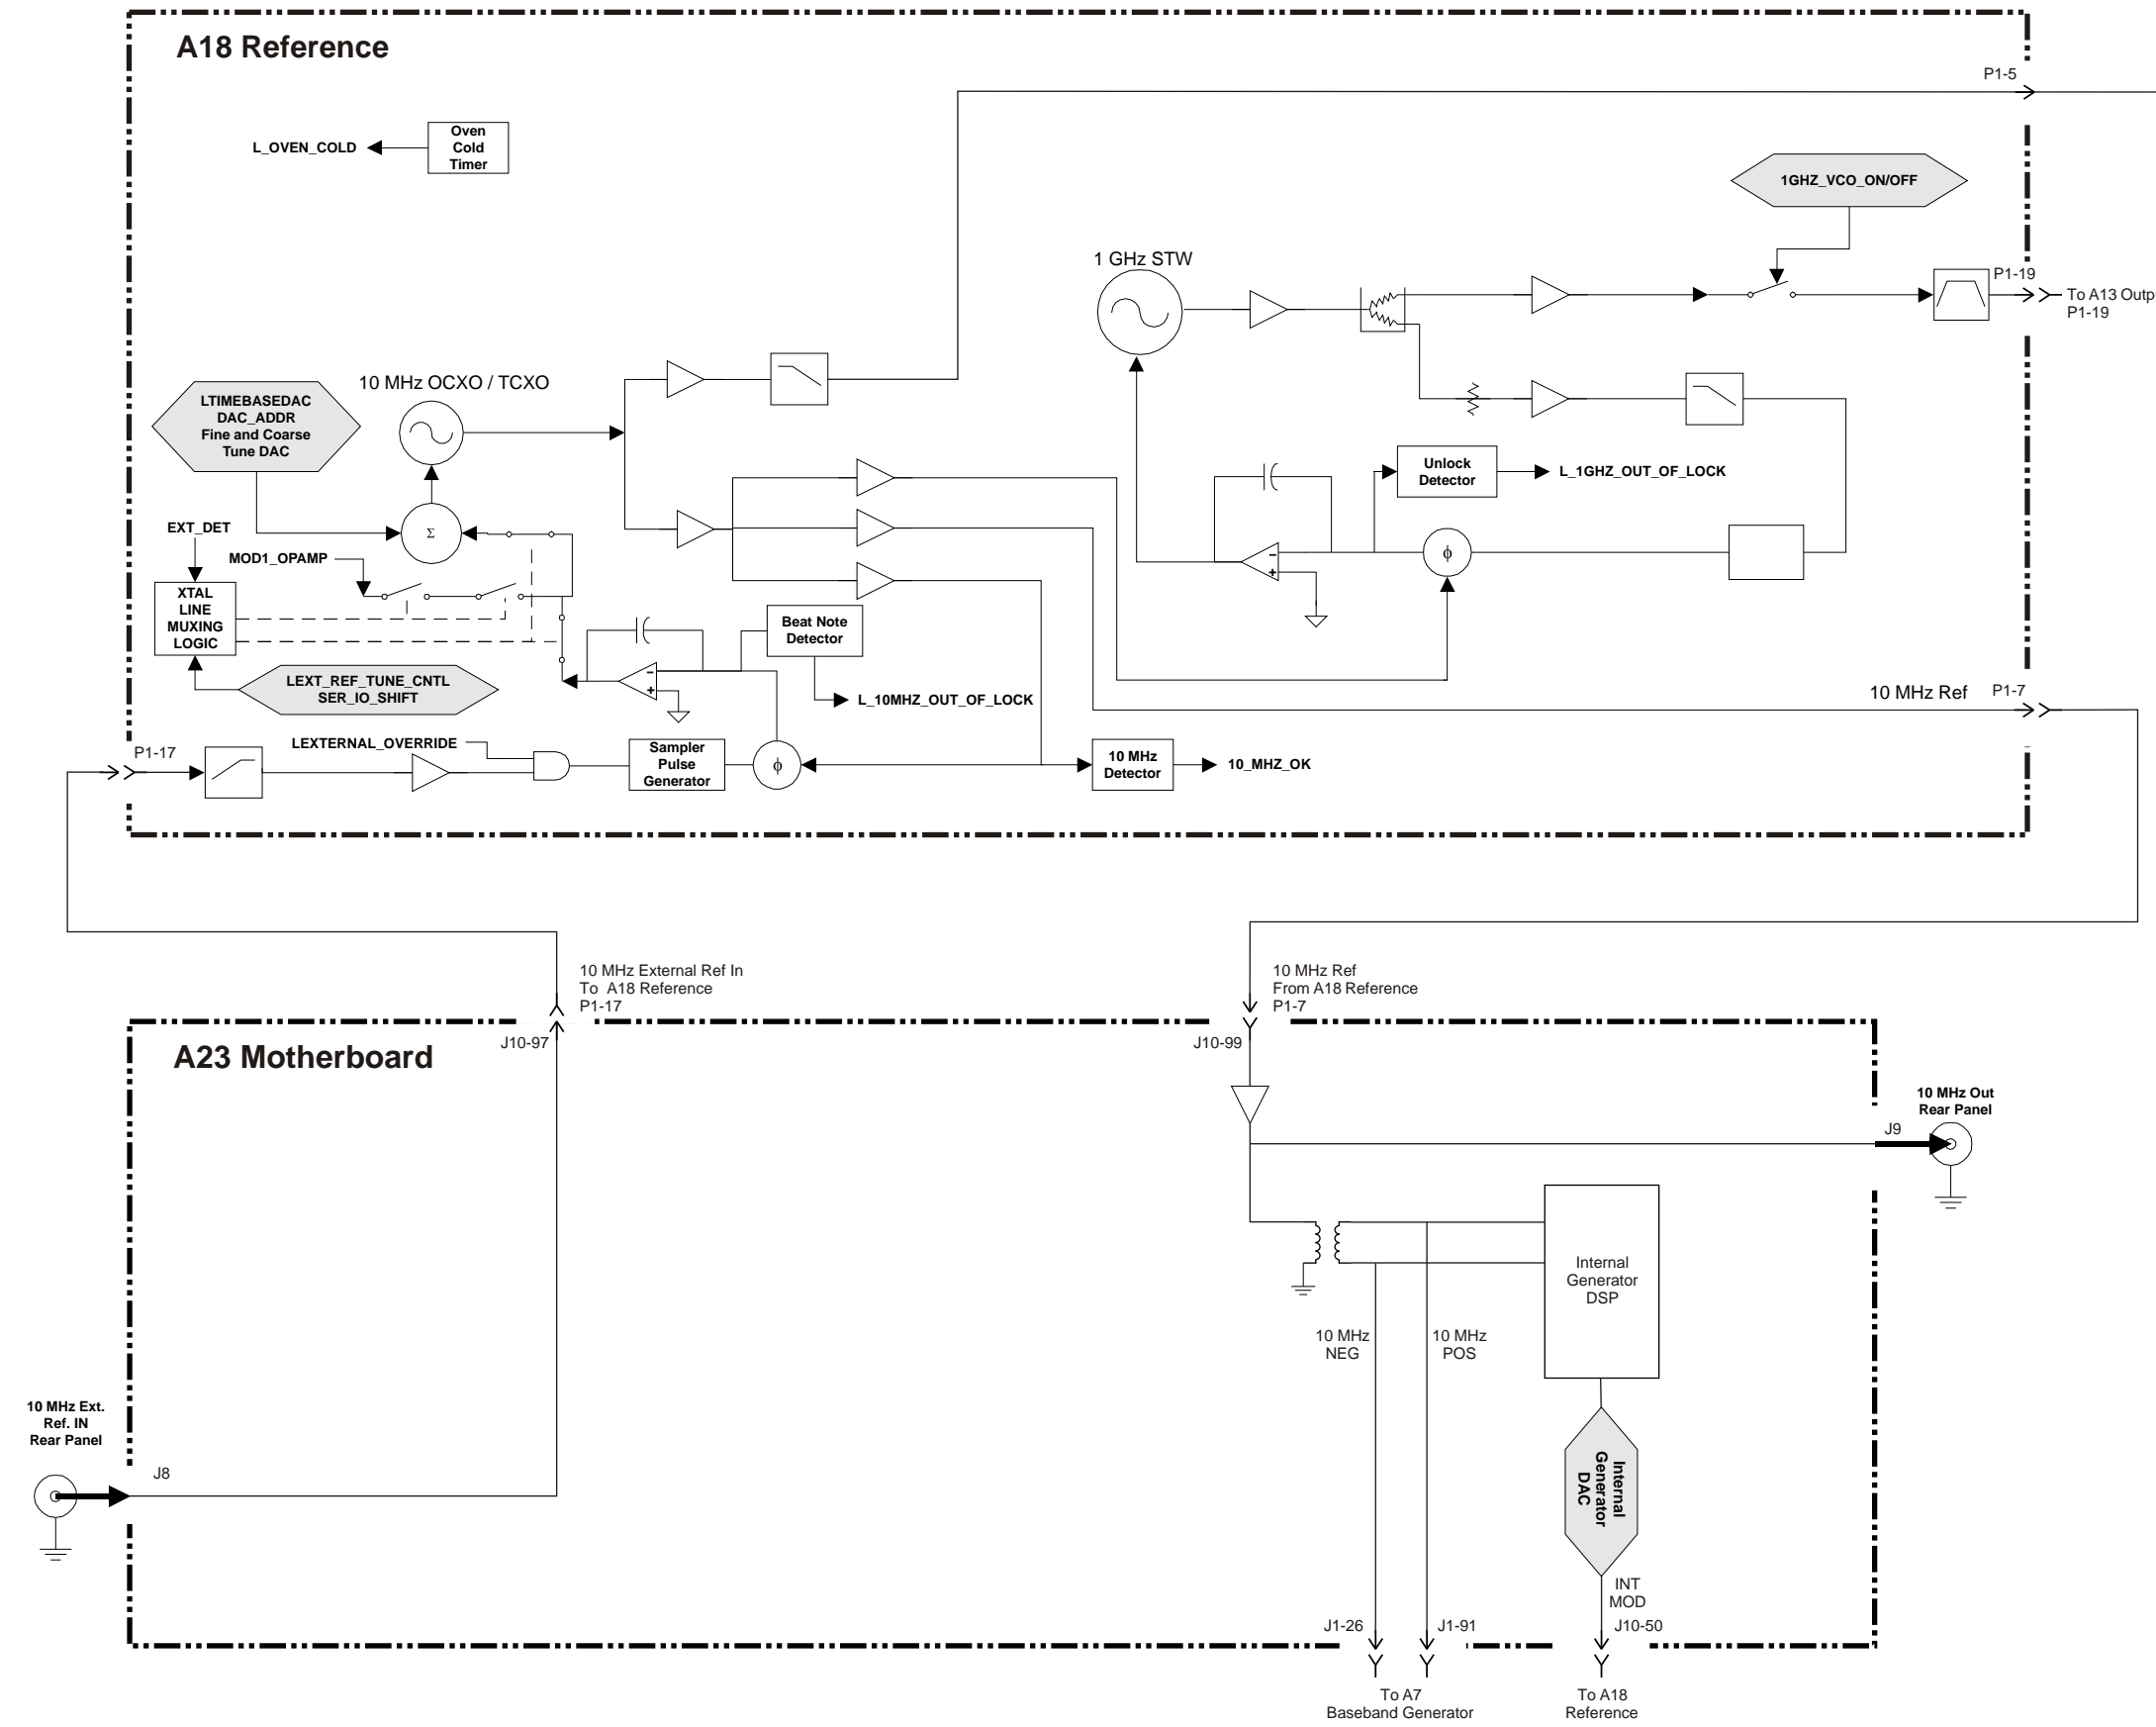 A18 Reference
P1-5
Oven
Cold
Timer
L_OVEN_COLD
1GHZ_VCO_ON/OFF
1 GHz STW
P1-19
To A13 Outp
P1-19
10 MHz OCXO / TCXO
LTIMEBASEDAC
DAC_ADDR
Fine and Coarse
Tune DAC
Unlock
Detector
L_1GHZ_OUT_OF_LOCK
EXT_DET
Σ
MOD1_OPAMP
ϕ
−
+
XTAL
LINE
MUXING
LOGIC
Beat Note
Detector
−
+
LEXT_REF_TUNE_CNTL
SER_IO_SHIFT
L_10MHZ_OUT_OF_LOCK
10 MHz Ref
P1-7
P1-17
LEXTERNAL_OVERRIDE
Sampler
Pulse
Generator
ϕ
10 MHz
Detector
10_MHZ_OK
10 MHz External Ref In
To A18 Reference
P1-17
10 MHz Ref
From A18 Reference
P1-7
J10-97
J10-99
A23 Motherboard
10 MHz Out
Rear Panel
J9
Internal
Generator
DSP
10 MHz
NEG
10 MHz
POS
10 MHz Ext.
Ref. IN
Rear Panel
J8
Internal
Generator
DAC
INT
MOD
J1-26
J1-91
J10-50
To A7
Baseband Generator
To A18
Reference